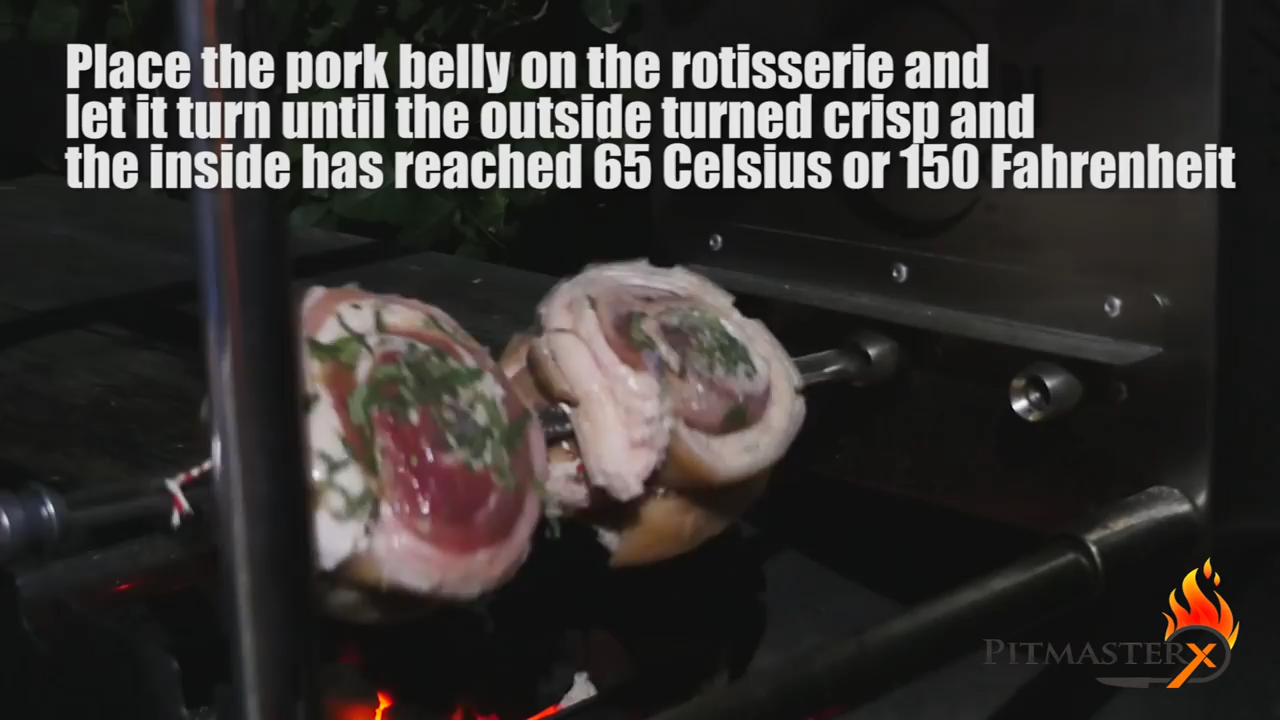 Place the pork belly on the rotisserie and
let it turn until the outside turned crisp and
the inside has reached 65 Celsius or 150 Fahrenheit
PITMASTER X